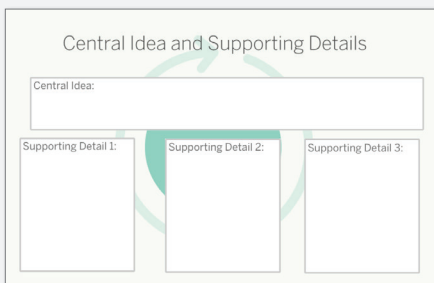 Central Idea and Supporting Details
Central Idea:
Supporting Detail 1:
Supporting Detail 2:
Supporting Detail 3: